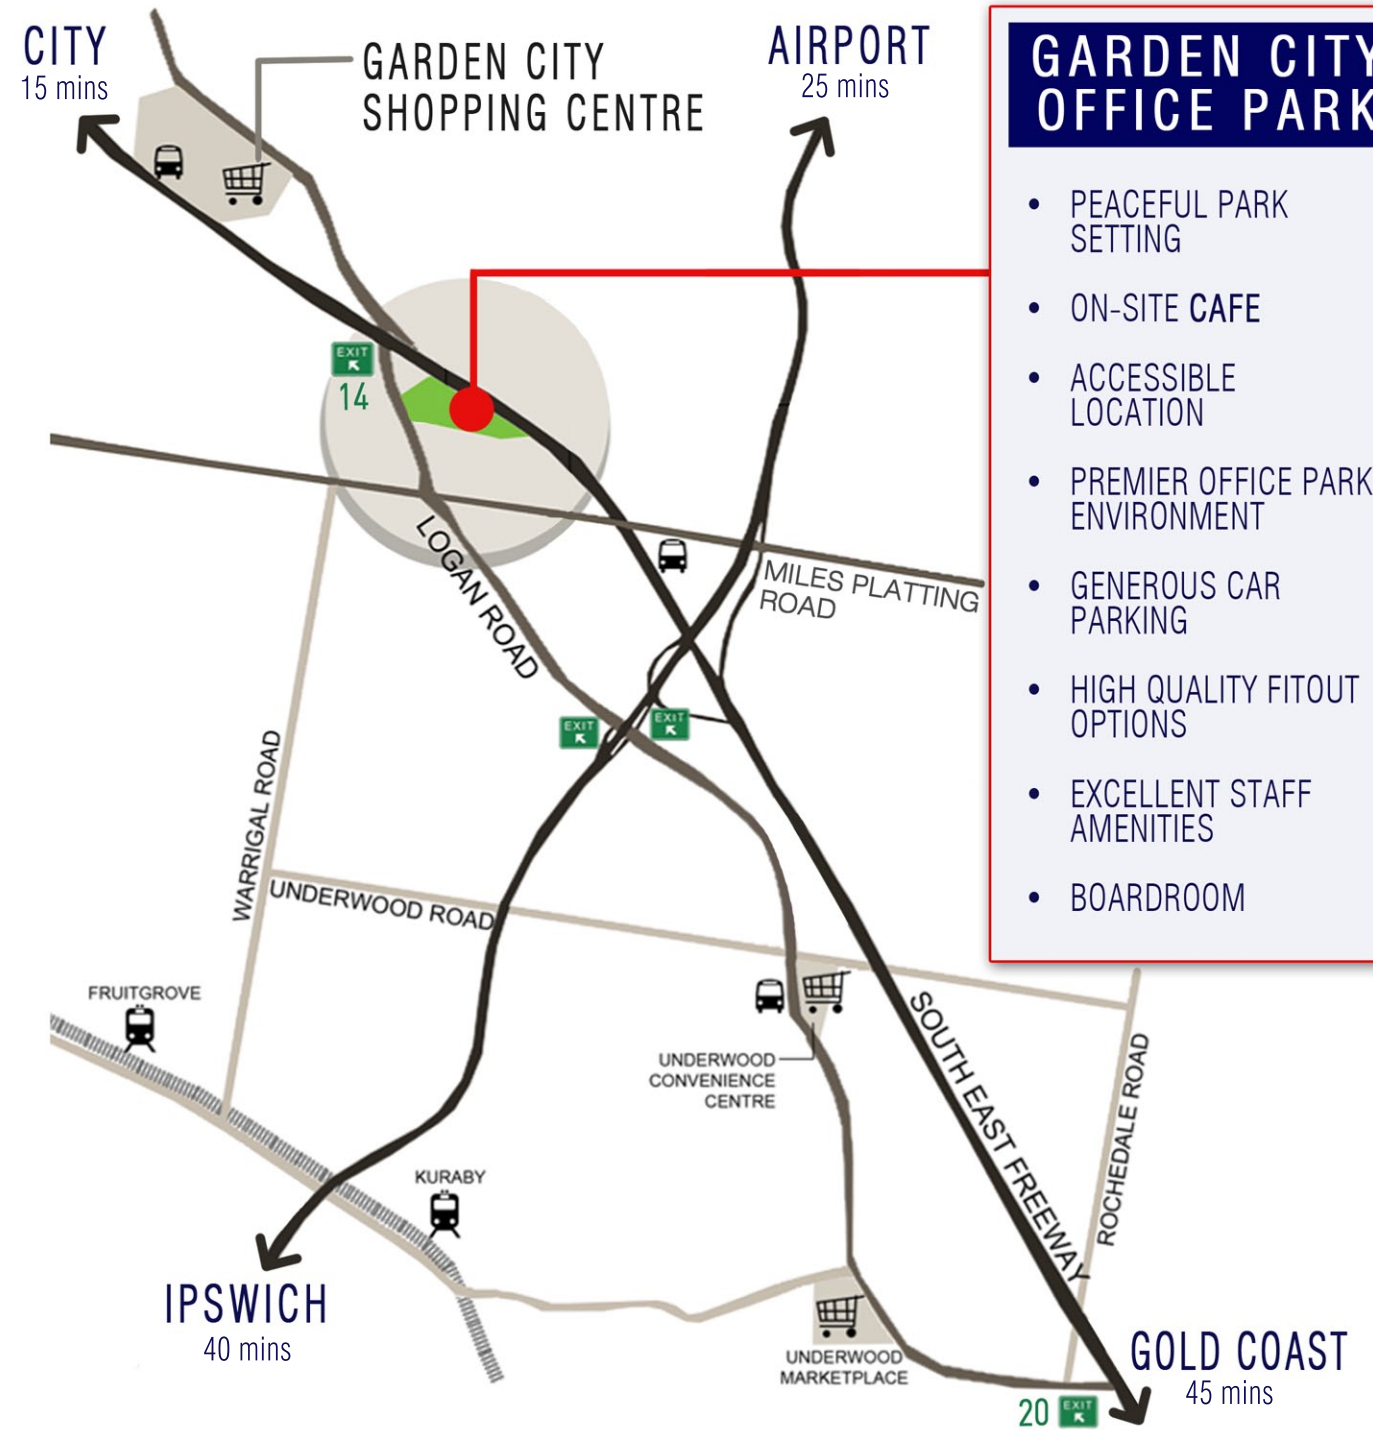 CITY
15 mins
GARDEN CITY
SHOPPING CENTRE
AIRPORT
25 mins
GARDEN CITY
OFFICE PARK
• PEACEFUL PARK
SETTING
• ON-SITE CAFE
• ACCESSIBLE
LOCATION
• PREMIER OFFICE PARK
ENVIRONMENT
• GENEROUS CAR
PARKING
• HIGH QUALITY FITOUT
OPTIONS
• EXCELLENT STAFF
AMENITIES
• BOARDROOM
EXIT
14
LOGAN ROAD
MILES PLATTING
ROAD
EXIT
EXIT
WARRIGAL ROAD
UNDERWOOD ROAD
FRUITGROVE
UNDERWOOD
CONVENIENCE
CENTRE
SOUTH EAST FREEWAY
ROCHEDALE ROAD
KURABY
IPSWICH
40 mins
UNDERWOOD
MARKETPLACE
GOLD COAST
45 mins
20 EXIT